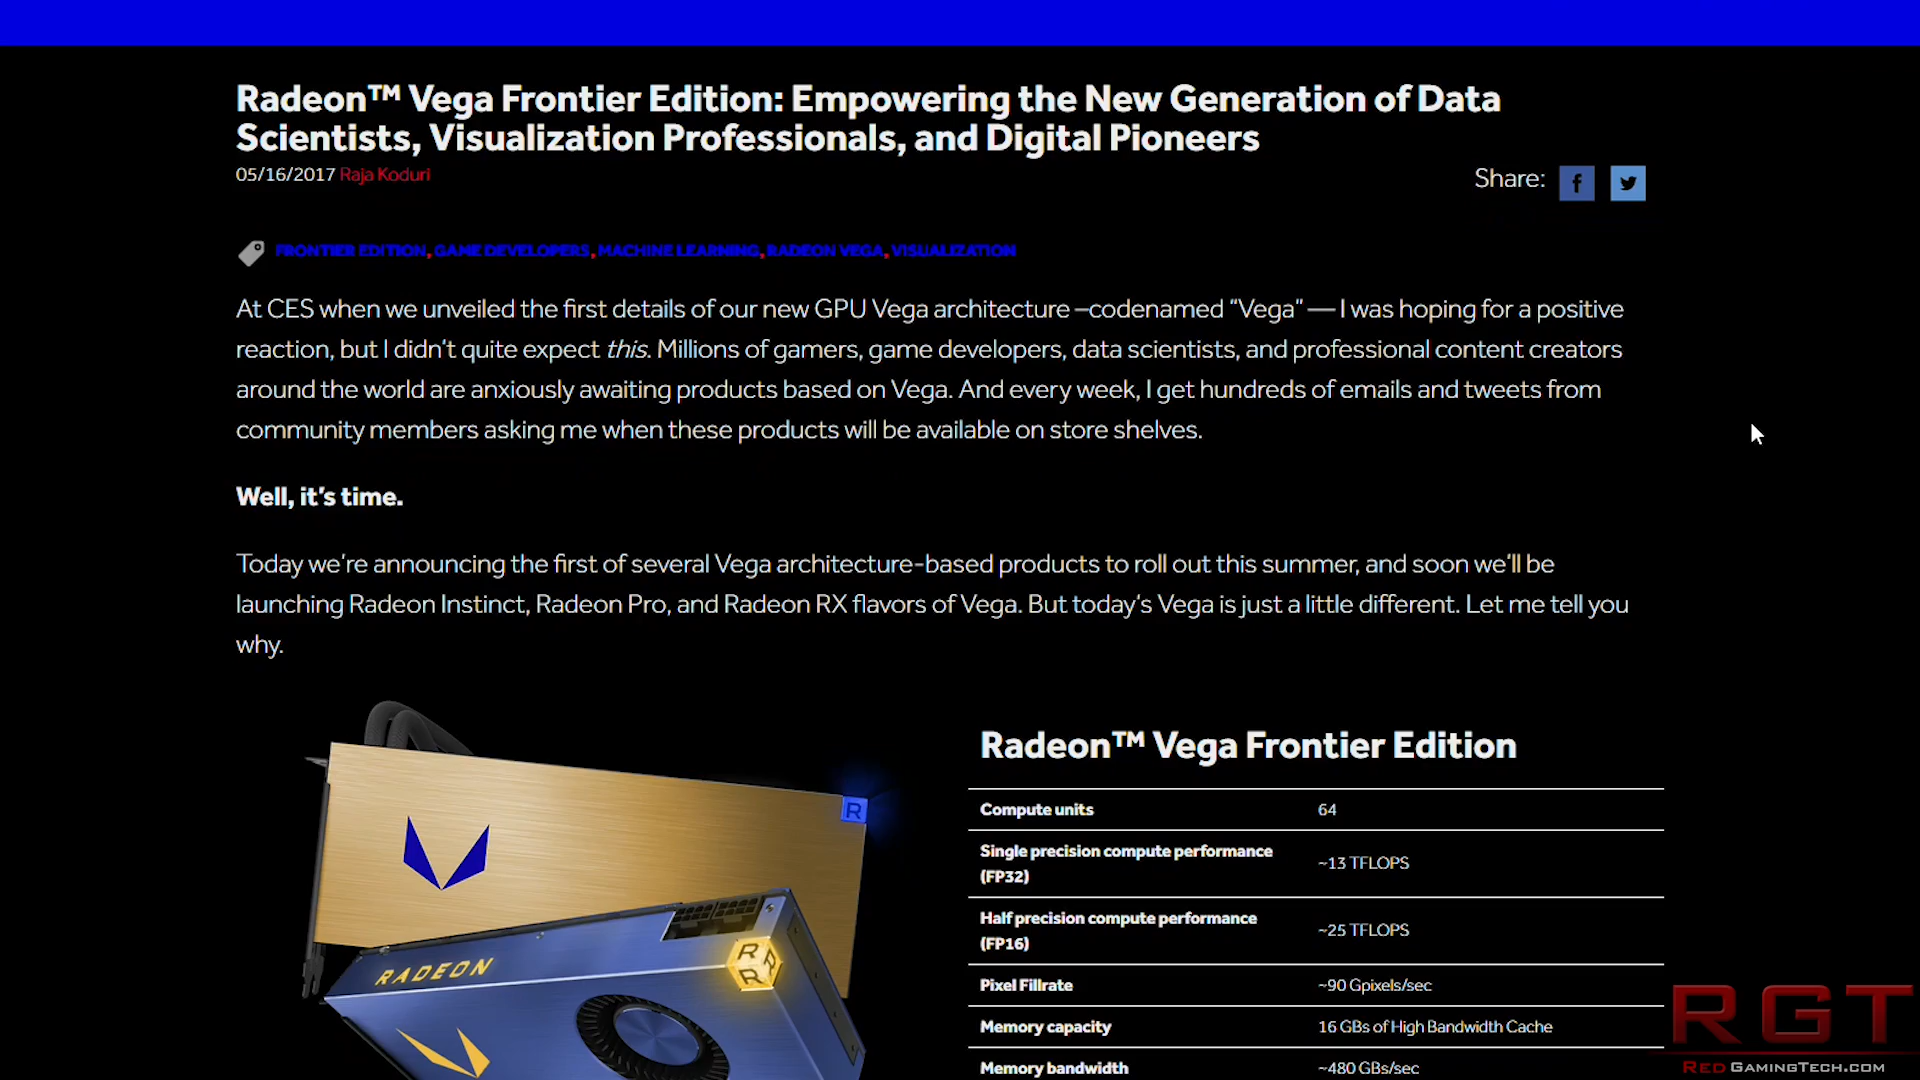 Radeon™ Vega Frontier Edition: Empowering the New Generation of Data
Scientists, Visualization Professionals, and Digital Pioneers
05/16/2017 Raja Koduri
Share:
FRONTIER EDITION, GAME DEVELOPERS, MACHINE LEARNING, RADEON VEGA, VISUALIZATION
At CES when we unveiled the first details of our new GPU Vega architecture –codenamed “Vega” — I was hoping for a positive
reaction, but I didn’t quite expect this. Millions of gamers, game developers, data scientists, and professional content creators
around the world are anxiously awaiting products based on Vega. And every week, I get hundreds of emails and tweets from
community members asking me when these products will be available on store shelves.
Well, it’s time.
Today we’re announcing the first of several Vega architecture-based products to roll out this summer, and soon we’ll be
launching Radeon Instinct, Radeon Pro, and Radeon RX flavors of Vega. But today’s Vega is just a little different. Let me tell you
why.
R
RADEON
R
R
R
Radeon™ Vega Frontier Edition
Compute units 64
Single precision compute performance
(FP32) ~13 TFLOPS
Half precision compute performance
(FP16) ~25 TFLOPS
Pixel Fillrate ~90 Gpixels/sec
Memory capacity 16 GBs of High Bandwidth Cache
Memory bandwidth ~480 GBs/sec
RGT
REDGAMINGTECH.COM